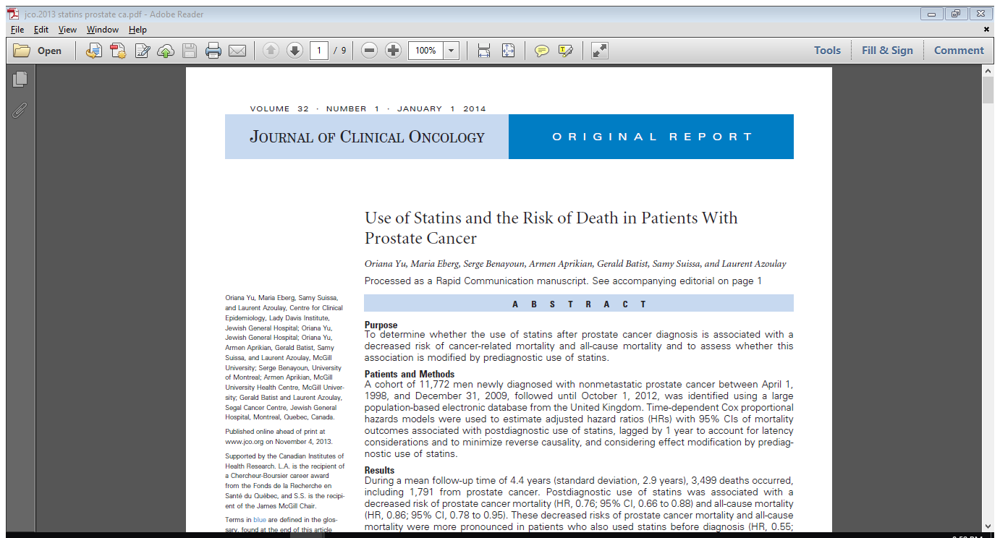 jco.2013 statins prostate ca.pdf - Adobe Reader
File Edit View Window Help
Open 1 / 9 100% Tools Fill & Sign Comment
VOLUME 32 · NUMBER 1 · JANUARY 1 2014
JOURNAL OF CLINICAL ONCOLOGY
ORIGINAL REPORT
Use of Statins and the Risk of Death in Patients With
Prostate Cancer
Oriana Yu, Maria Eberg, Serge Benayoun, Armen Aprikian, Gerald Batist, Samy Suissa, and Laurent Azoulay
Processed as a Rapid Communication manuscript. See accompanying editorial on page 1
Oriana Yu, Maria Eberg, Samy Suissa,
and Laurent Azoulay, Centre for Clinical
Epidemiology, Lady Davis Institute,
Jewish General Hospital; Oriana Yu,
Jewish General Hospital; Oriana Yu,
Armen Aprikian, Gerald Batist, Samy
Suissa, and Laurent Azoulay, McGill
University; Serge Benayoun, University
of Montreal; Armen Aprikian, McGill
University Health Centre, McGill Univer-
sity; Gerald Batist and Laurent Azoulay,
Segal Cancer Centre, Jewish General
Hospital, Montreal, Quebec, Canada.
Published online ahead of print at
www.jco.org on November 4, 2013.
Supported by the Canadian Institutes of
Health Research. L.A. is the recipient of
a Chercheur-Boursier career award
from the Fonds de la Recherche en
Santé du Québec, and S.S. is the recipi-
ent of the James McGill Chair.
Terms in blue are defined in the glos-
sary, found at the end of this article
ABSTRACT
Purpose
To determine whether the use of statins after prostate cancer diagnosis is associated with a
decreased risk of cancer-related mortality and all-cause mortality and to assess whether this
association is modified by prediagnostic use of statins.
Patients and Methods
A cohort of 11,772 men newly diagnosed with nonmetastatic prostate cancer between April 1,
1998, and December 31, 2009, followed until October 1, 2012, was identified using a large
population-based electronic database from the United Kingdom. Time-dependent Cox proportional
hazards models were used to estimate adjusted hazard ratios (HRs) with 95% CIs of mortality
outcomes associated with postdiagnostic use of statins, lagged by 1 year to account for latency
considerations and to minimize reverse causality, and considering effect modification by prediag-
nostic use of statins.
Results
During a mean follow-up time of 4.4 years (standard deviation, 2.9 years), 3,499 deaths occurred,
including 1,791 from prostate cancer. Postdiagnostic use of statins was associated with a
decreased risk of prostate cancer mortality (HR, 0.76; 95% CI, 0.66 to 0.88) and all-cause mortality
(HR, 0.86; 95% CI, 0.78 to 0.95). These decreased risks of prostate cancer mortality and all-cause
mortality were more pronounced in patients who also used statins before diagnosis (HR, 0.55;